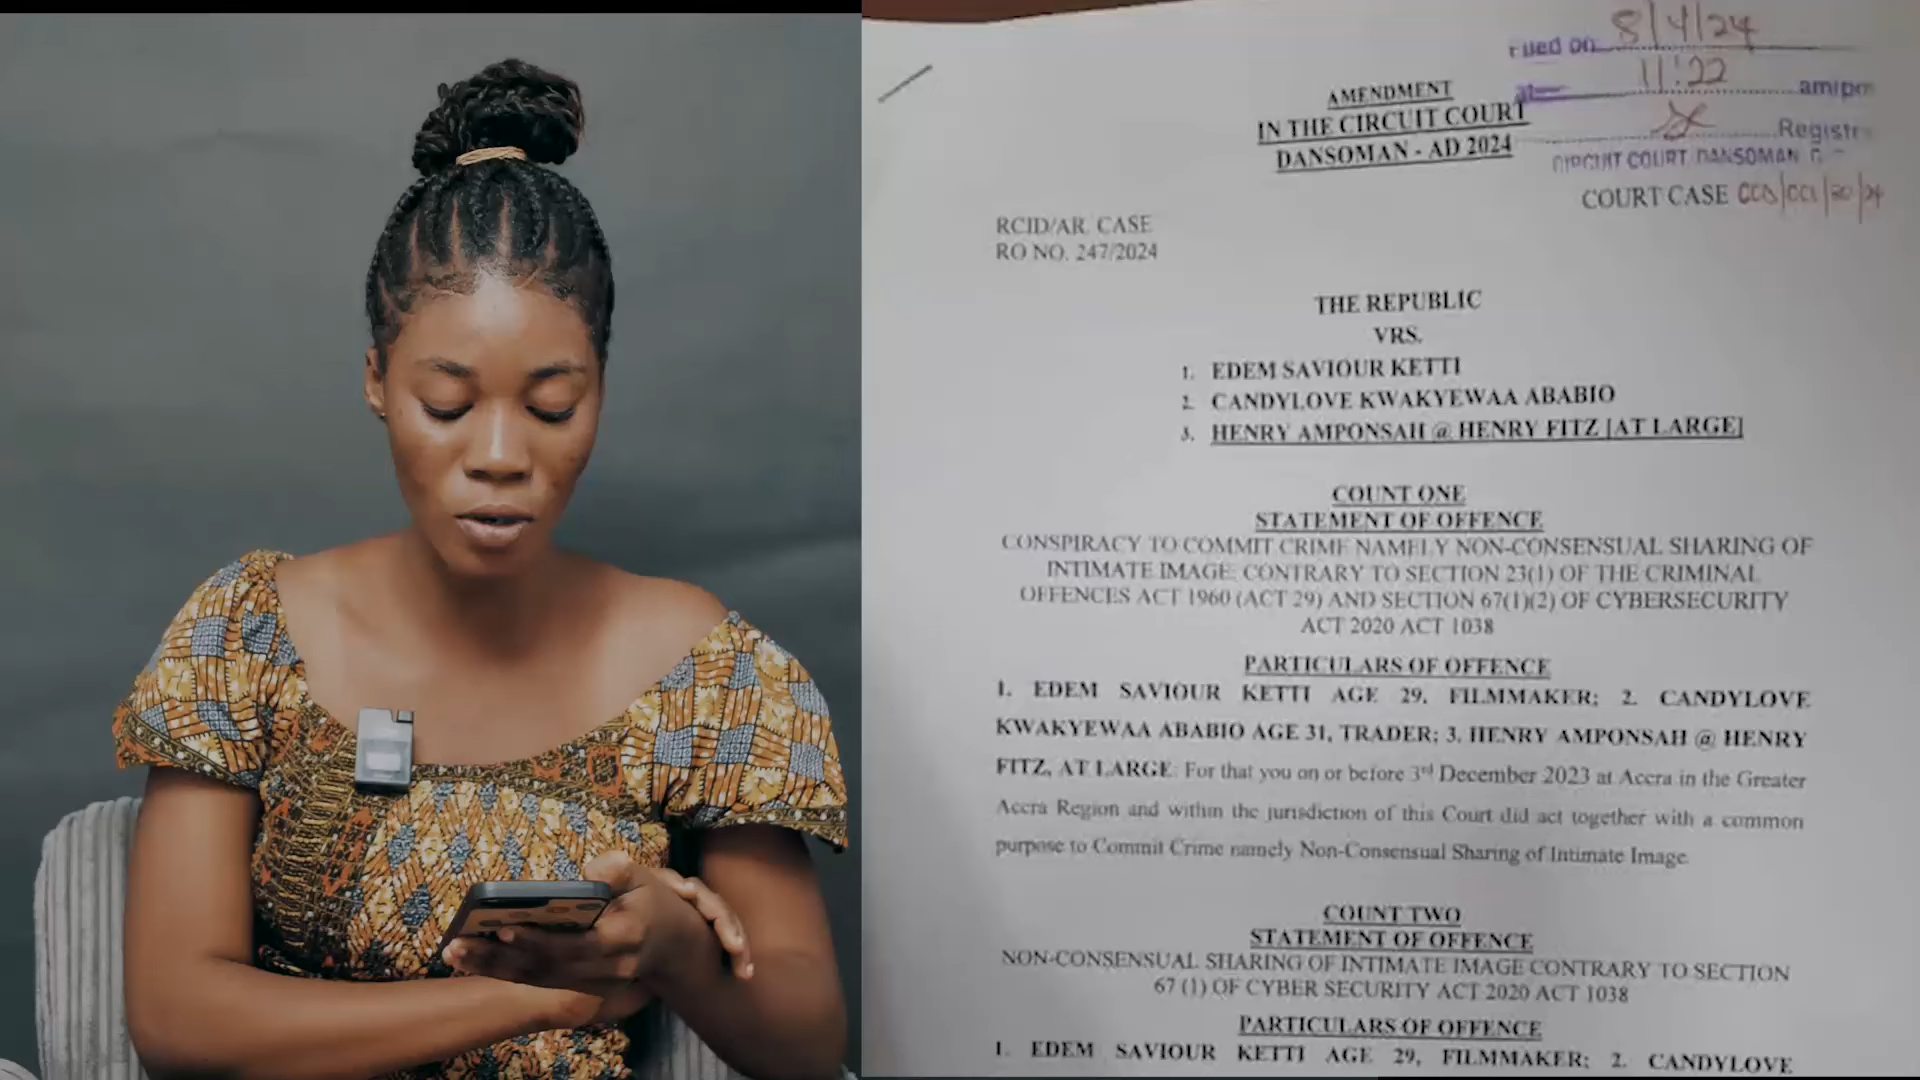 8/4/24
11:22
am/pm
Registr
CIRCUIT COURT DANSOMAN
AMENDMENT
IN THE CIRCUIT COURT
DANSOMAN - AD 2024
COURT CASE
RCID/AR. CASE
RO NO. 247/2024
THE REPUBLIC
VRS.
1. EDEM SAVIOUR KETTI
2. CANDYLOVE KWAKYEWAA ABABIO
3. HENRY AMPONSAH @ HENRY FITZ [AT LARGE]
COUNT ONE
STATEMENT OF OFFENCE
CONSPIRACY TO COMMIT CRIME NAMELY NON-CONSENSUAL SHARING OF
INTIMATE IMAGE CONTRARY TO SECTION 23(1) OF THE CRIMINAL
OFFENCES ACT 1960 (ACT 29) AND SECTION 67(1)(2) OF CYBERSECURITY
ACT 2020 ACT 1038
PARTICULARS OF OFFENCE
1. EDEM SAVIOUR KETTI AGE 29, FILMMAKER; 2. CANDYLOVE
KWAKYEWAA ABABIO AGE 31, TRADER; 3. HENRY AMPONSAH @ HENRY
FITZ, AT LARGE: For that you on or before 3rd December 2023 at Accra in the Greater
Accra Region and within the jurisdiction of this Court did act together with a common
purpose to Commit Crime namely Non-Consensual Sharing of Intimate Image.
COUNT TWO
STATEMENT OF OFFENCE
NON-CONSENSUAL SHARING OF INTIMATE IMAGE CONTRARY TO SECTION
67 (1) OF CYBER SECURITY ACT 2020 ACT 1038
PARTICULARS OF OFFENCE
1. EDEM SAVIOUR KETTI AGE 29, FILMMAKER; 2. CANDYLOVE